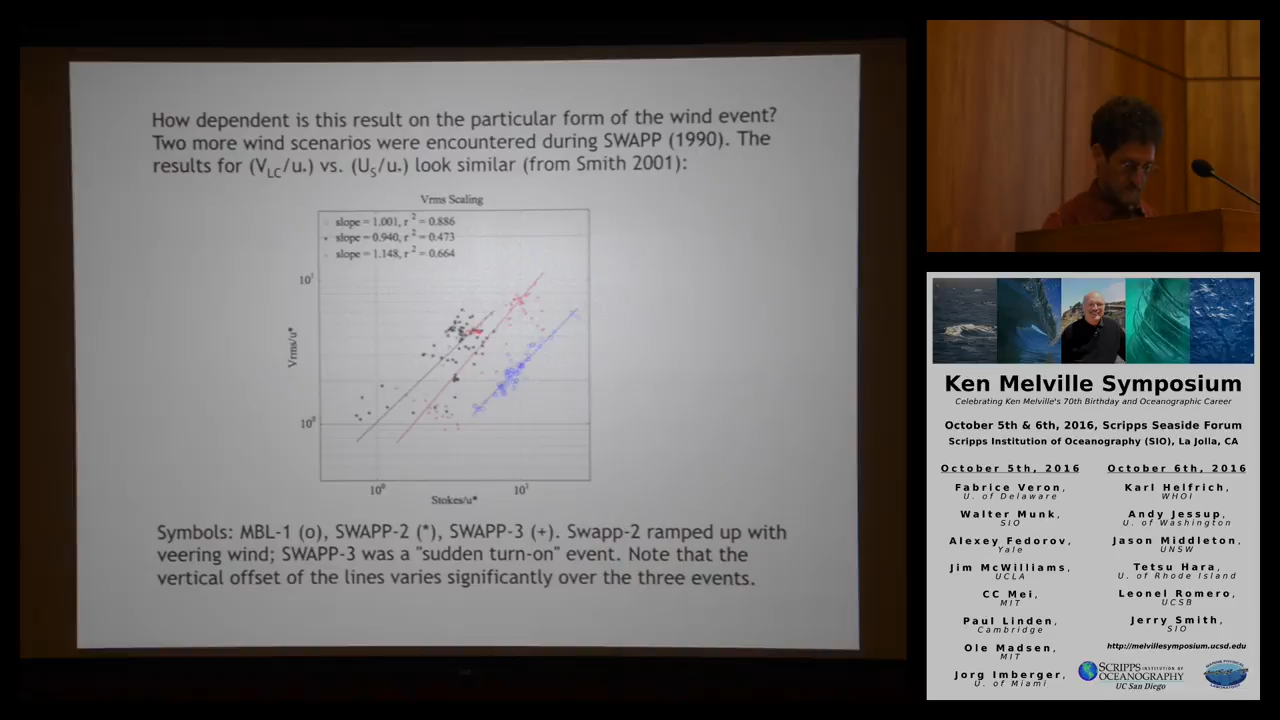 How dependent is this result on the particular form of the wind event?
Two more wind scenarios were encountered during SWAPP (1990). The
results for (V_LC/u*) vs. (U_S/u*) look similar (from Smith 2001):
Vrms Scaling
slope = 1.001, r² = 0.886
slope = 0.940, r² = 0.473
slope = 1.148, r² = 0.664
10¹
Vrms/u*
10⁰
10⁰ 10¹
Stokes/u*
Symbols: MBL-1 (o), SWAPP-2 (*), SWAPP-3 (+). Swapp-2 ramped up with
veering wind; SWAPP-3 was a "sudden turn-on" event. Note that the
vertical offset of the lines varies significantly over the three events.
Ken Melville Symposium
Celebrating Ken Melville's 70th Birthday and Oceanographic Career
October 5th & 6th, 2016, Scripps Seaside Forum
Scripps Institution of Oceanography (SIO), La Jolla, CA
October 5th, 2016
Fabrice Veron,
U. of Delaware
Walter Munk,
SIO
Alexey Fedorov,
Yale
Jim McWilliams,
UCLA
CC Mei,
MIT
Paul Linden,
Cambridge
Ole Madsen,
MIT
Jorg Imberger,
U. of Miami
October 6th, 2016
Karl Helfrich,
WHOI
Andy Jessup,
U. of Washington
Jason Middleton,
UNSW
Tetsu Hara,
U. of Rhode Island
Leonel Romero,
UCSB
Jerry Smith,
SIO
http://melvillesymposium.ucsd.edu
SCRIPPS INSTITUTION OF
OCEANOGRAPHY
UC San Diego